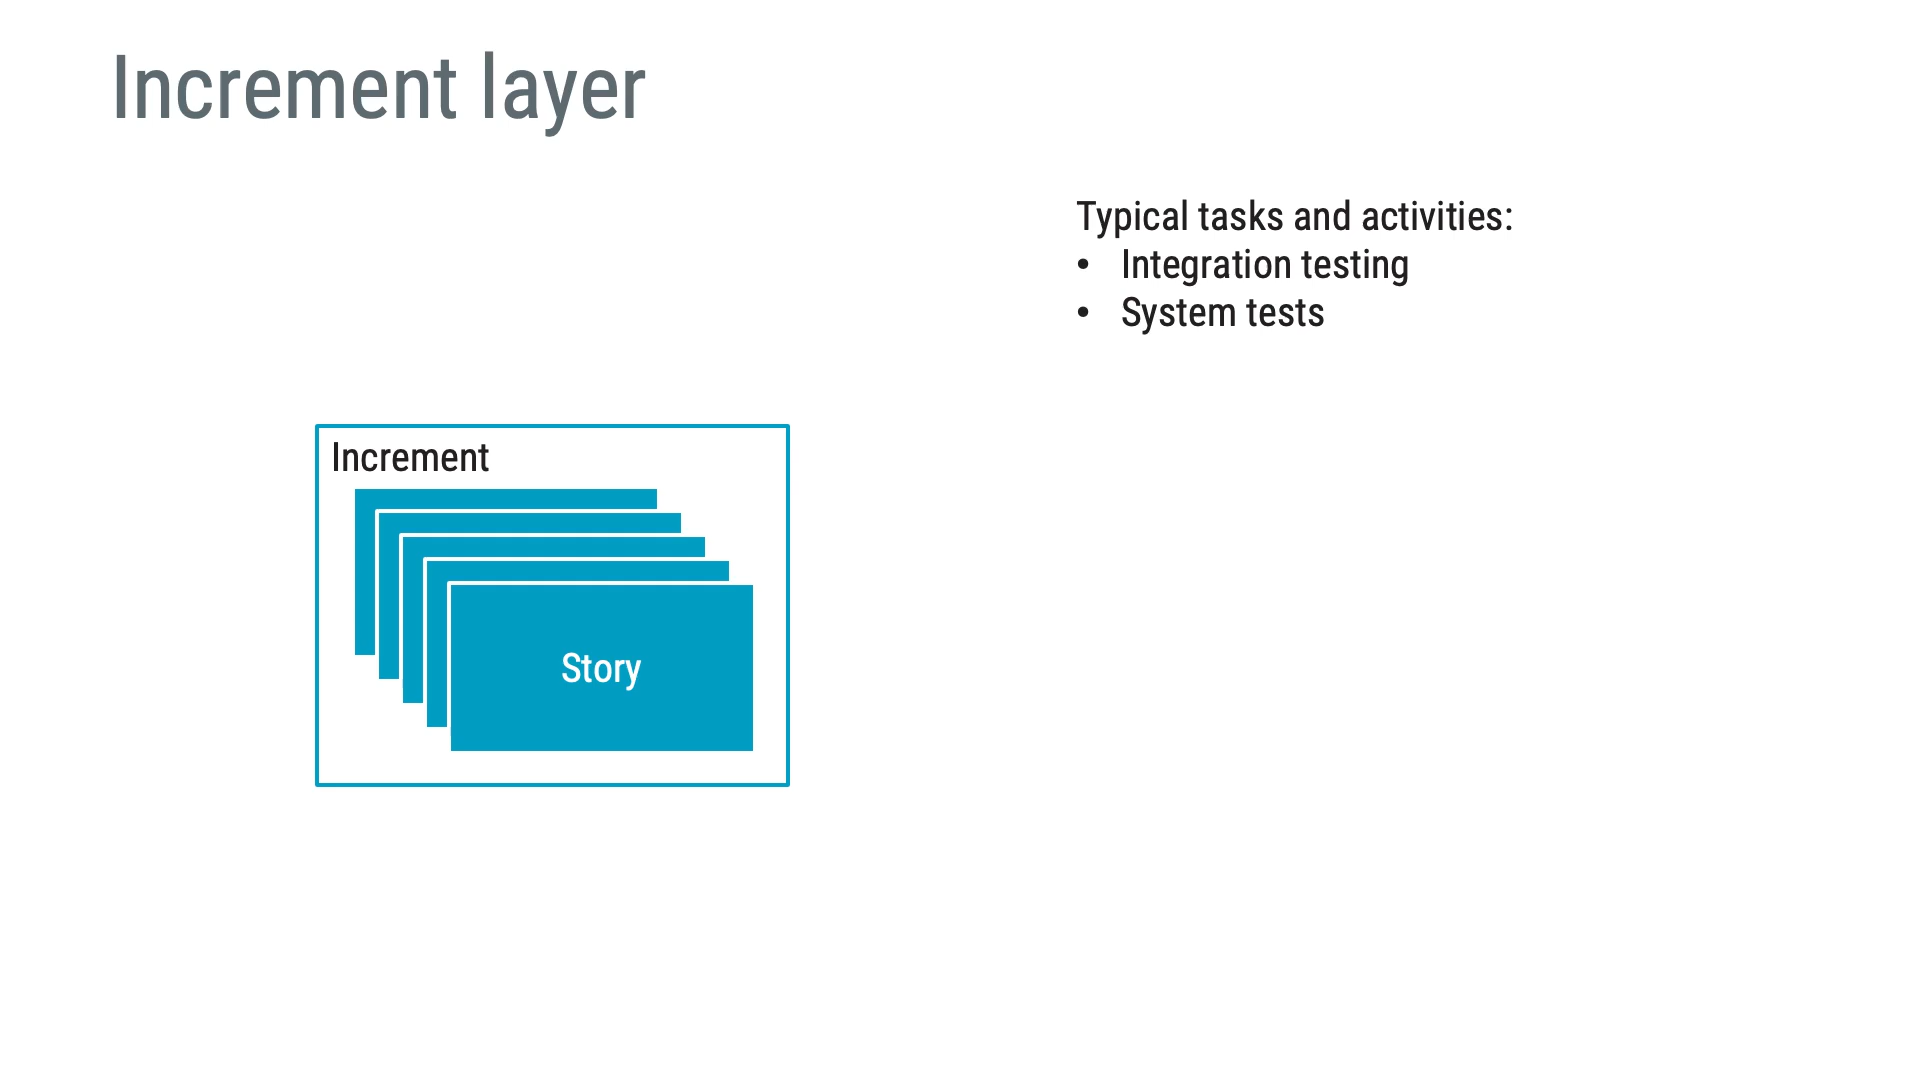 Increment layer
Typical tasks and activities:
• Integration testing
• System tests
Increment
Story